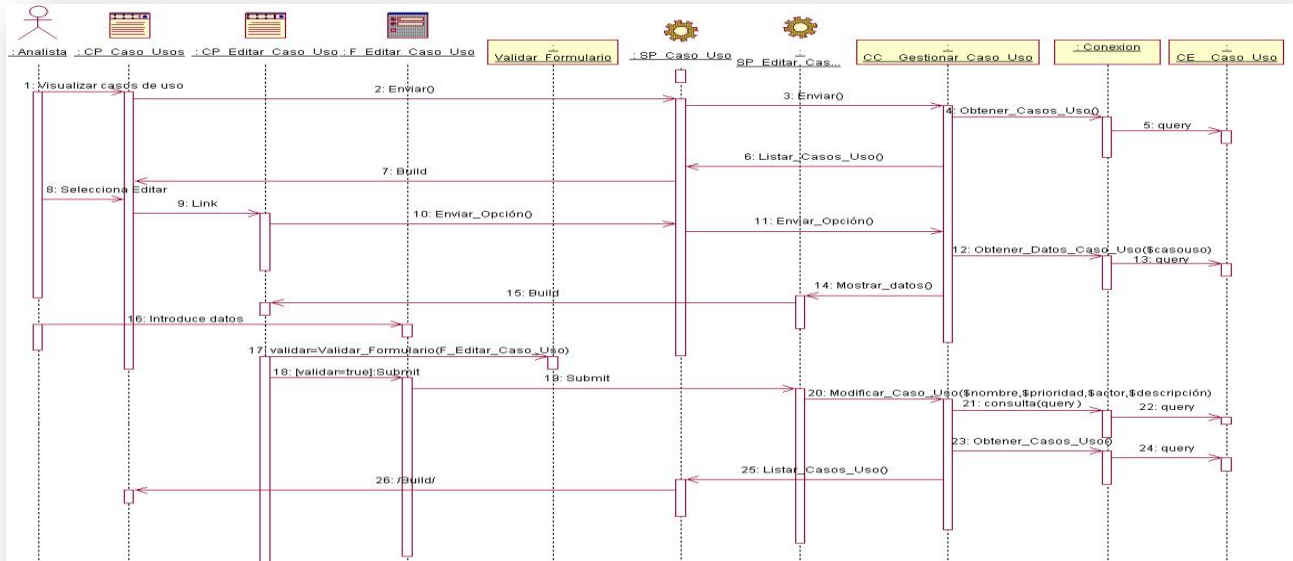 : Analista
: CP_Caso_Usos
: CP_Editar_Caso_Uso
: F_Editar_Caso_Uso
:
Validar_Formulario
: SP_Caso_Uso
:
SP_Editar_Cas...
:
CC__Gestionar_Caso_Uso
: Conexion
:
CE__Caso_Uso
1: Visualizar casos de uso
2: Enviar()
3: Enviar()
4: Obtener_Casos_Uso()
5: query
6: Listar_Casos_Uso()
7: Build
8: Selecciona Editar
9: Link
10: Enviar_Opción()
11: Enviar_Opción()
12: Obtener_Datos_Caso_Uso($casouso)
13: query
14: Mostrar_datos()
15: Build
16: Introduce datos
17: validar=Validar_Formulario(F_Editar_Caso_Uso)
18: [validar=true]:Submit
19: Submit
20: Modificar_Caso_Uso($nombre,$prioridad,$actor,$descripción)
21: consulta(query )
22: query
23: Obtener_Casos_Uso()
24: query
25: Listar_Casos_Uso()
26: /Build/